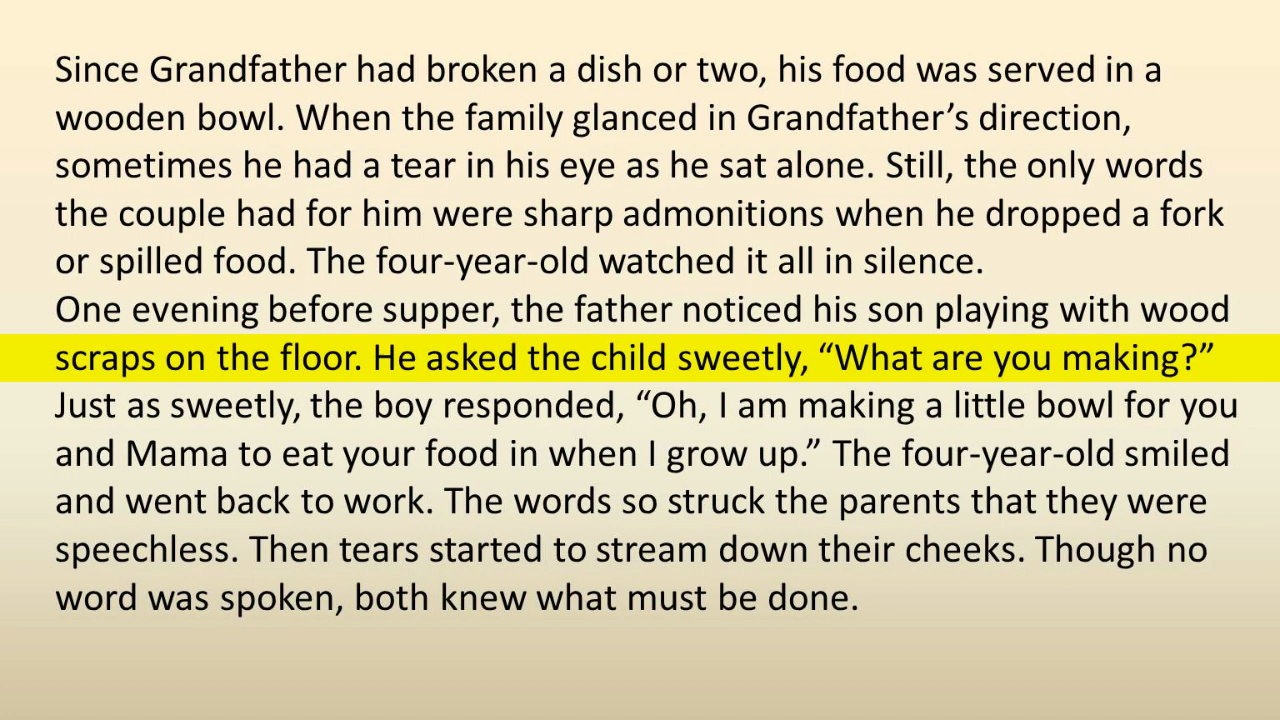 Since Grandfather had broken a dish or two, his food was served in a
wooden bowl. When the family glanced in Grandfather’s direction,
sometimes he had a tear in his eye as he sat alone. Still, the only words
the couple had for him were sharp admonitions when he dropped a fork
or spilled food. The four-year-old watched it all in silence.
One evening before supper, the father noticed his son playing with wood
scraps on the floor. He asked the child sweetly, “What are you making?”
Just as sweetly, the boy responded, “Oh, I am making a little bowl for you
and Mama to eat your food in when I grow up.” The four-year-old smiled
and went back to work. The words so struck the parents that they were
speechless. Then tears started to stream down their cheeks. Though no
word was spoken, both knew what must be done.